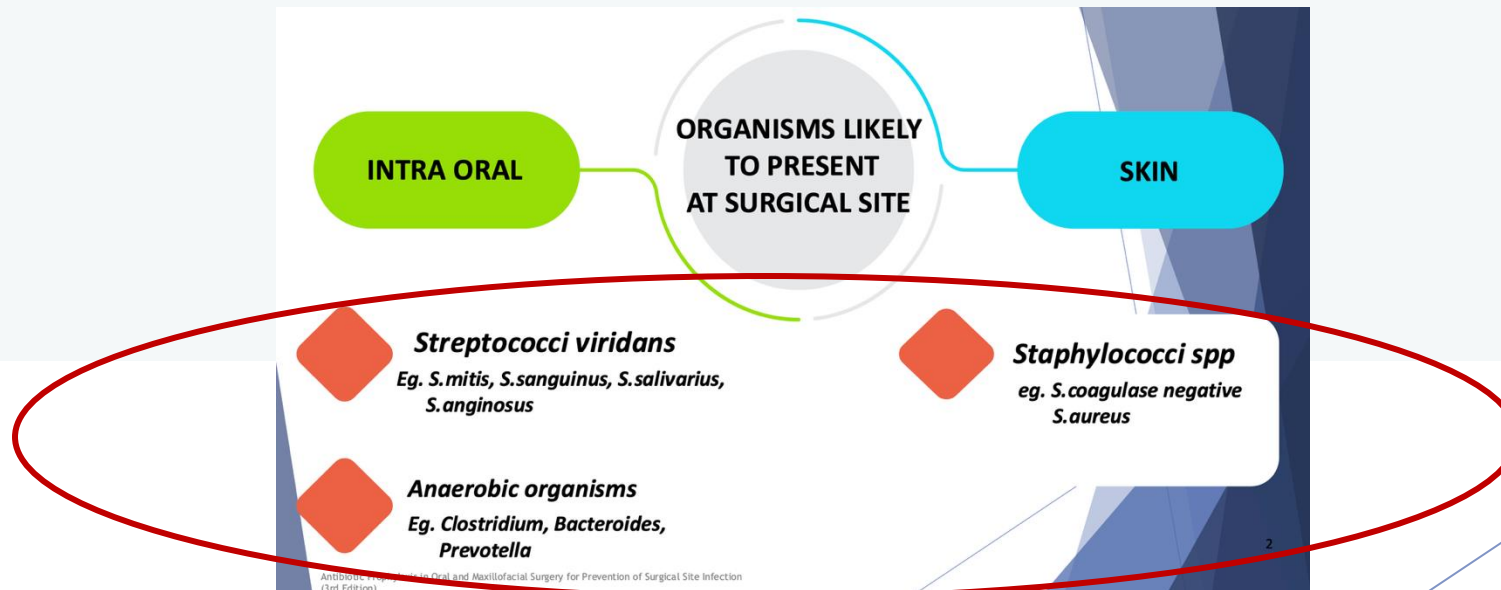 ORGANISMS LIKELY
TO PRESENT
AT SURGICAL SITE
INTRA ORAL
SKIN
Streptococci viridans
Eg. S.mitis, S.sanguinus, S.salivarius,
S.anginosus
Anaerobic organisms
Eg. Clostridium, Bacteroides,
Prevotella
Staphylococci spp
eg. S.coagulase negative
S.aureus
2
Antibiotic Prophylaxis in Oral and Maxillofacial Surgery for Prevention of Surgical Site Infection
(3rd Edition)